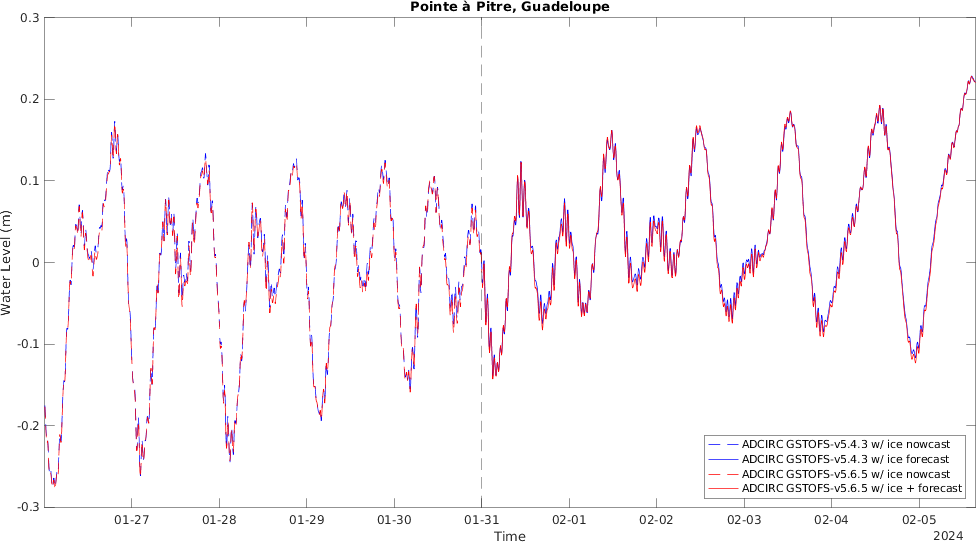 Pointe à Pitre, Guadeloupe
0.3
0.2
0.1
0
-0.1
-0.2
-0.3
Water Level (m)
01-27 01-28 01-29 01-30 01-31 02-01 02-02 02-03 02-04 02-05
Time
2024
ADCIRC GSTOFS-v5.4.3 w/ ice nowcast
ADCIRC GSTOFS-v5.4.3 w/ ice forecast
ADCIRC GSTOFS-v5.6.5 w/ ice nowcast
ADCIRC GSTOFS-v5.6.5 w/ ice + forecast